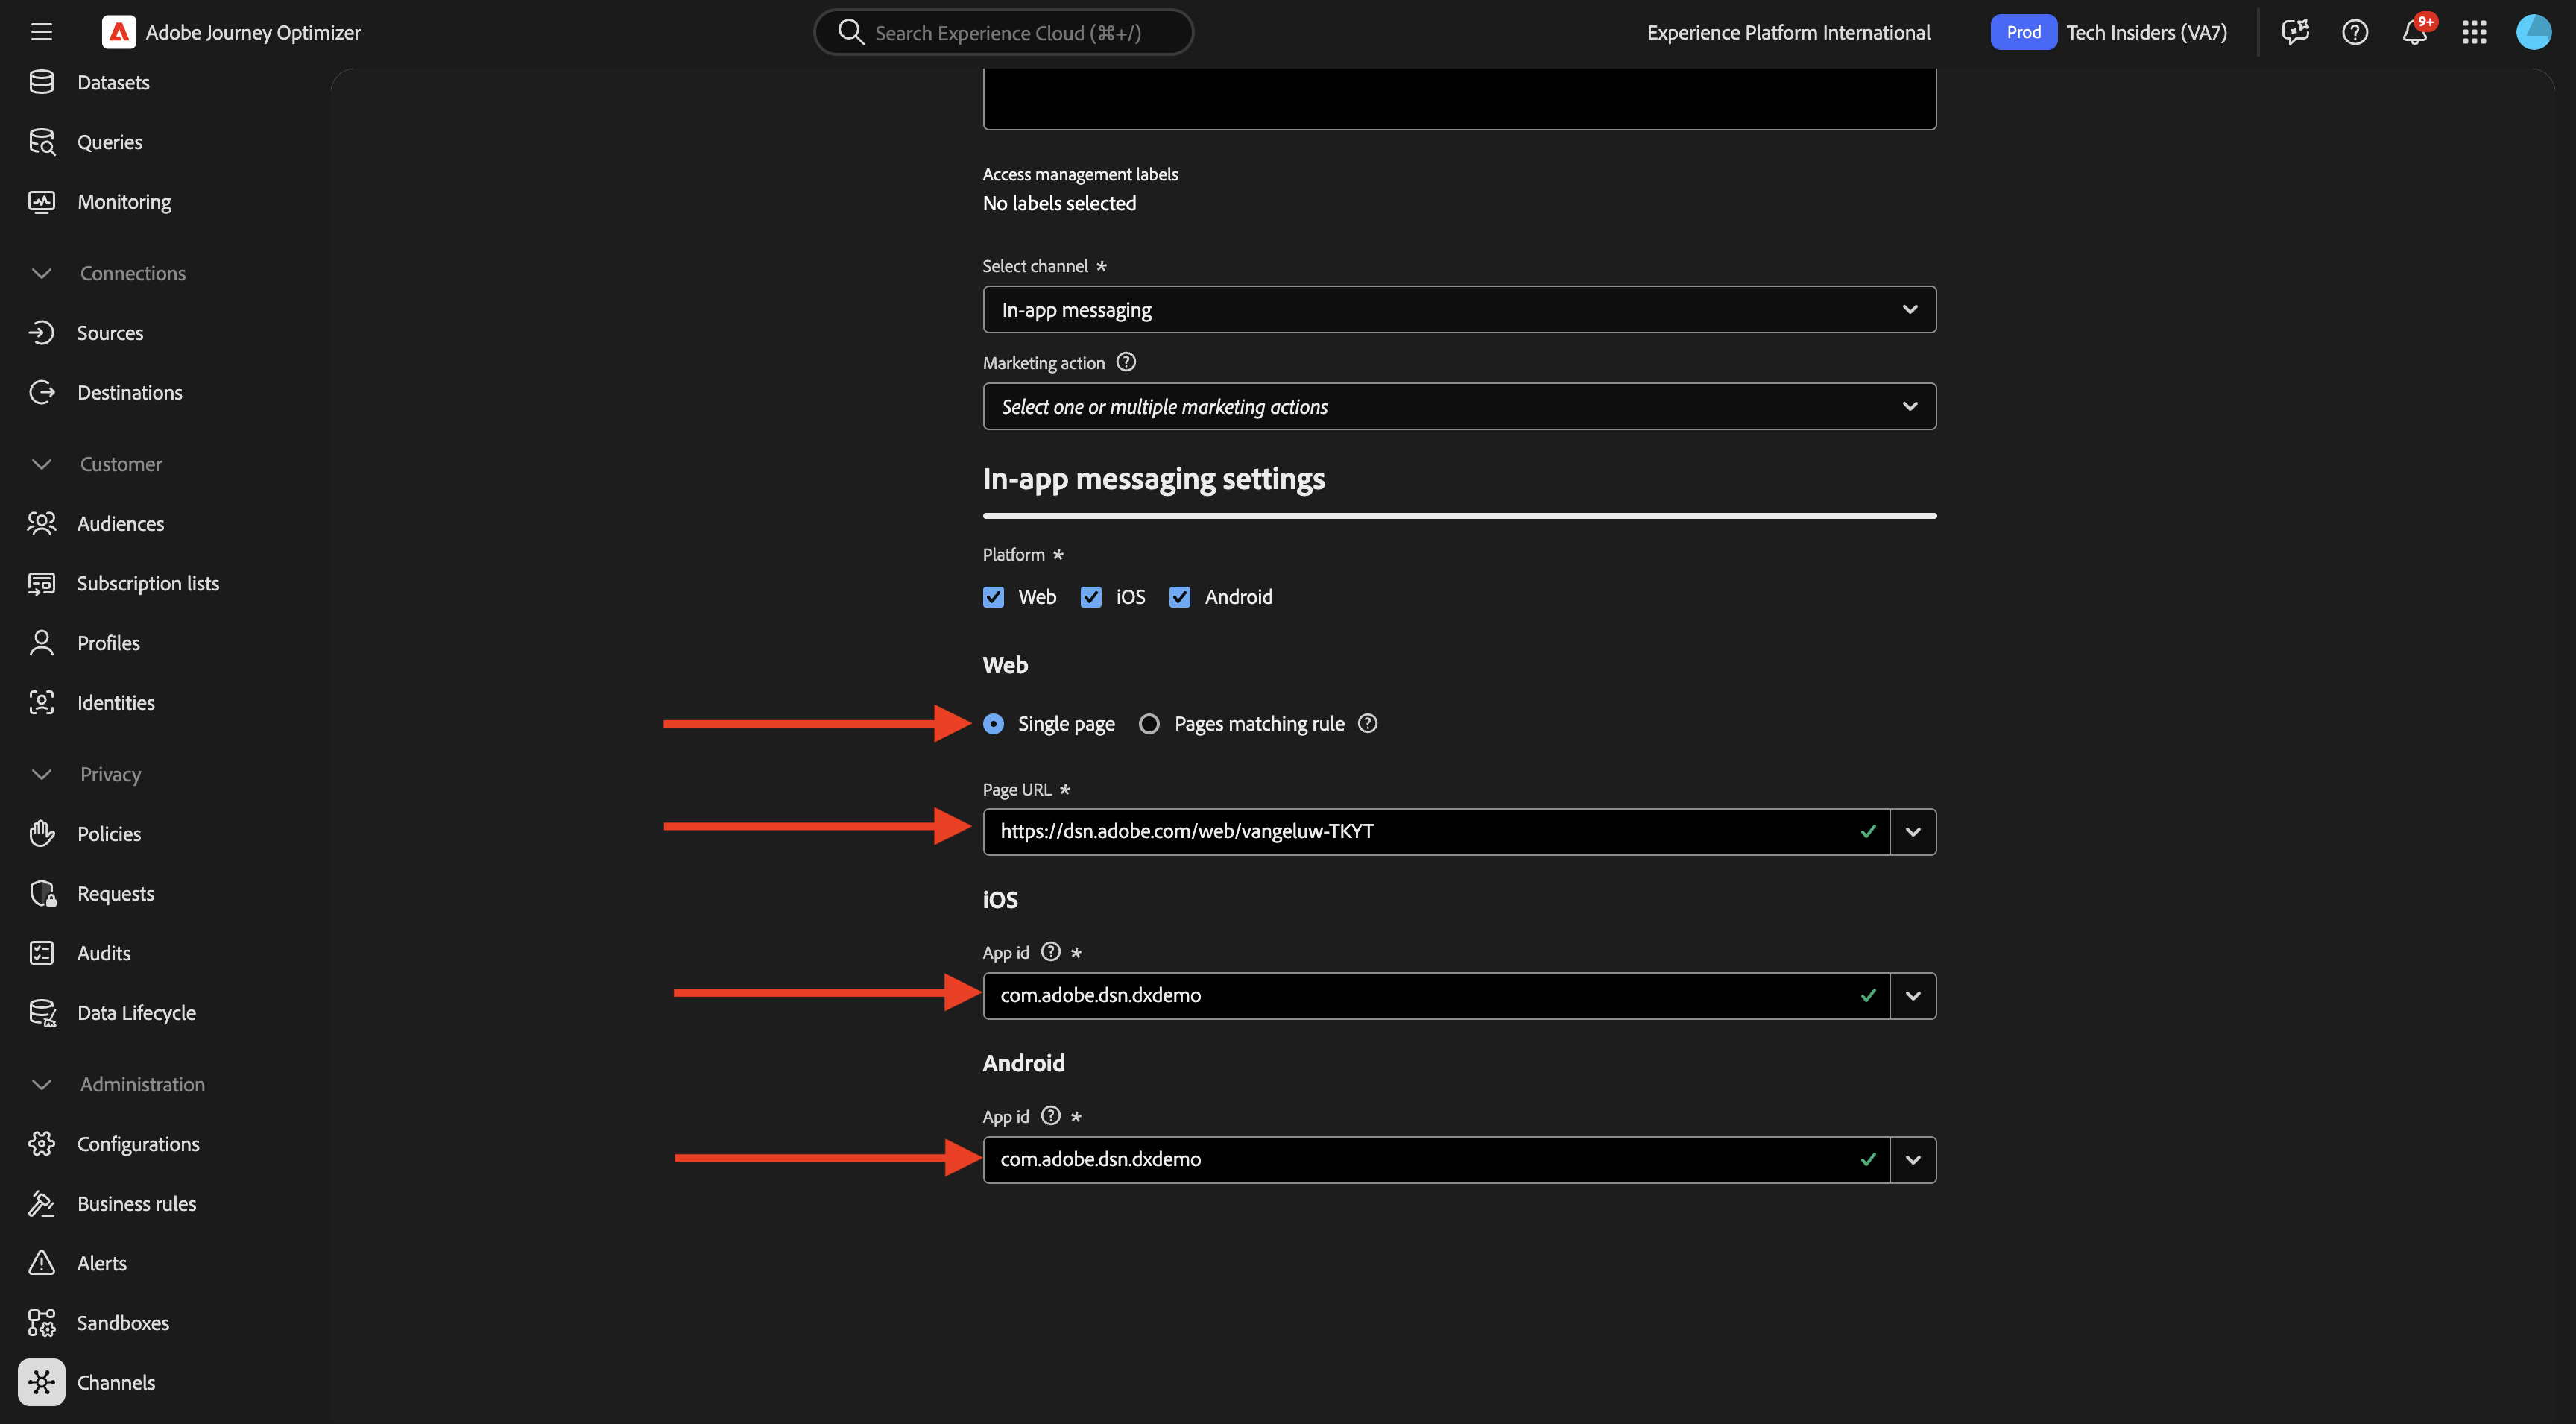 Adobe Journey Optimizer
Search Experience Cloud (⌘+/)
Experience Platform International
Prod
Tech Insiders (VA7)
9+
Datasets
Queries
Monitoring
Connections
Sources
Destinations
Customer
Audiences
Subscription lists
Profiles
Identities
Privacy
Policies
Requests
Audits
Data Lifecycle
Administration
Configurations
Business rules
Alerts
Sandboxes
Channels
Access management labels
No labels selected
Select channel *
In-app messaging
Marketing action
Select one or multiple marketing actions
In-app messaging settings
Platform *
Web iOS Android
Web
Single page Pages matching rule
Page URL *
https://dsn.adobe.com/web/vangeluw-TKYT
iOS
App id *
com.adobe.dsn.dxdemo
Android
App id *
com.adobe.dsn.dxdemo